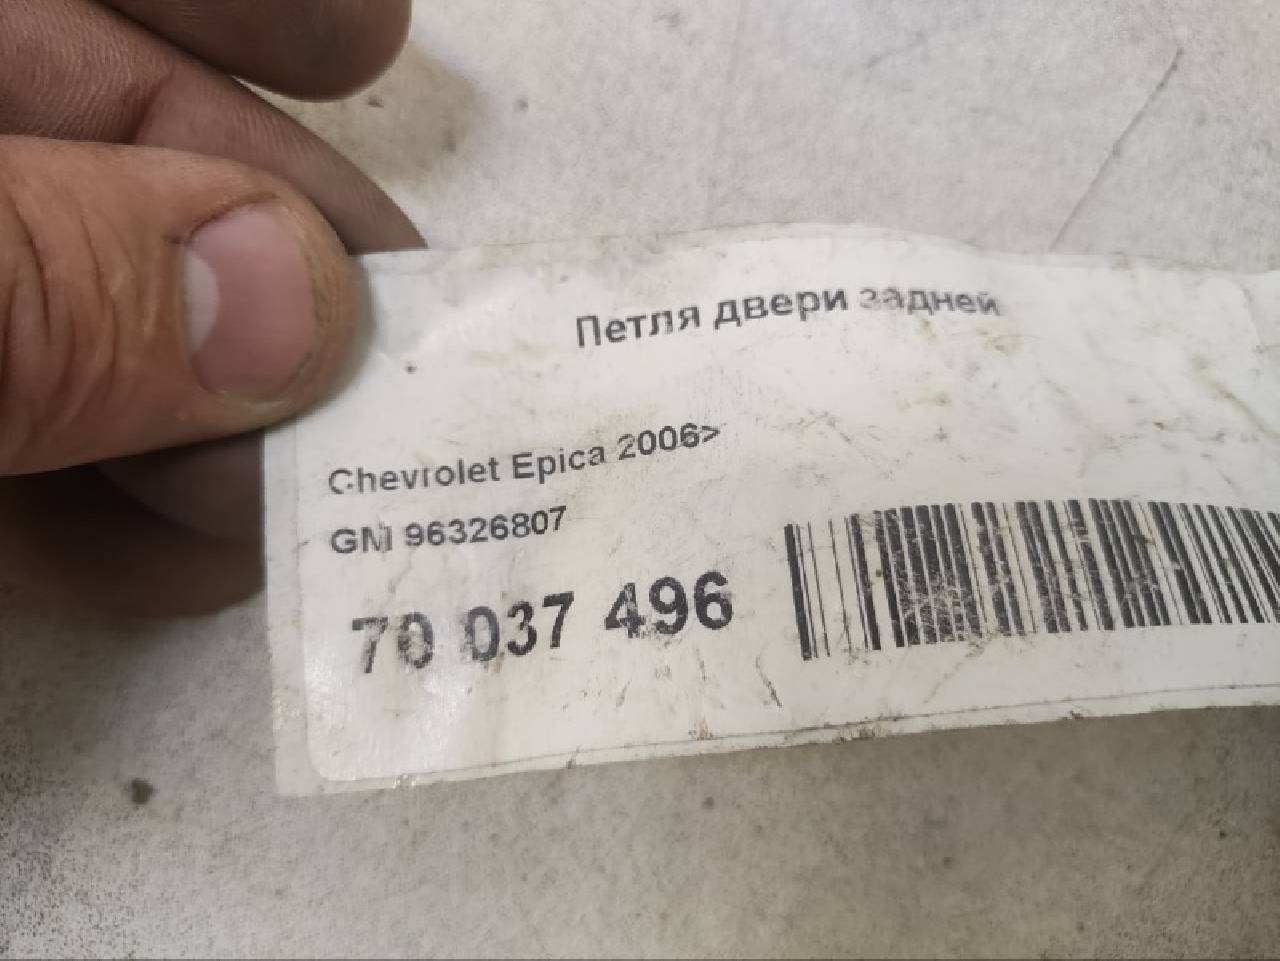 Петля двери задней
Chevrolet Epica 2006>
GM 96326807
70 037 496